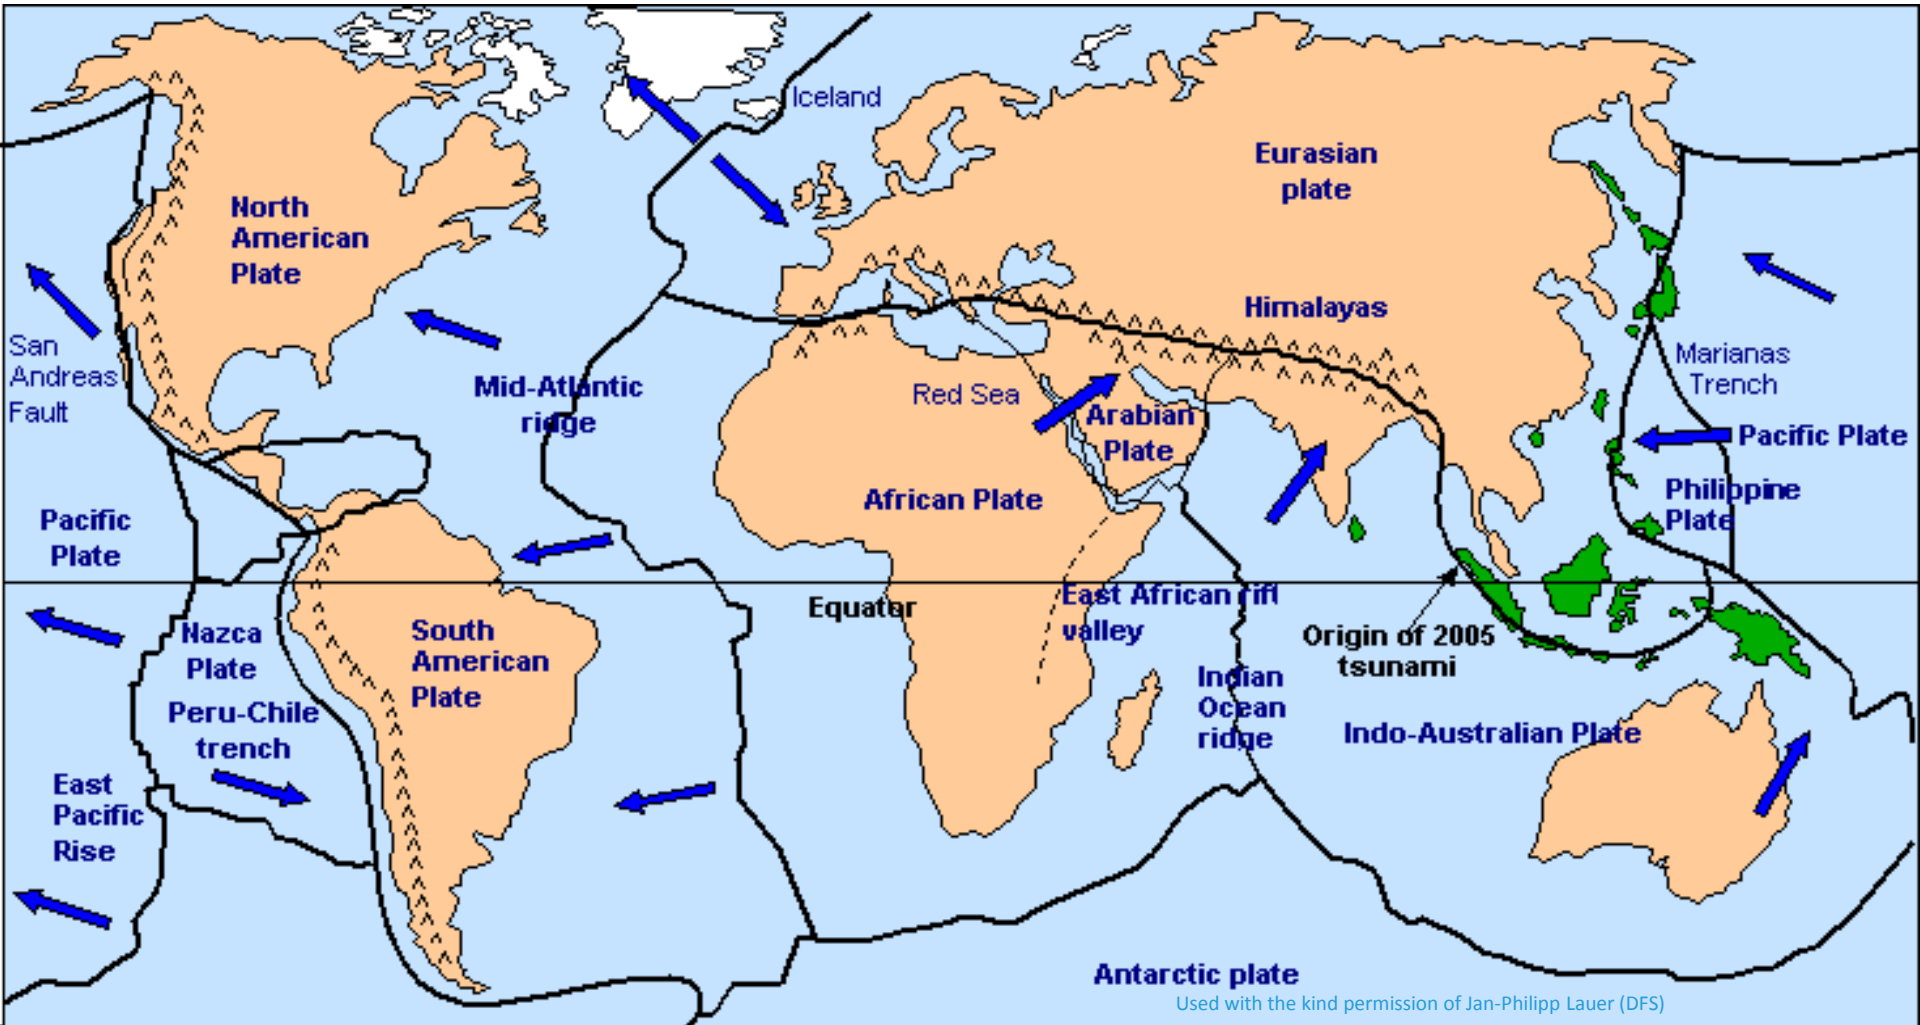 Iceland
Eurasian
plate
North
American
Plate
Himalayas
San
Andreas
Fault
Marianas
Trench
Mid-Atlantic
ridge
Red Sea
Arabian
Plate
Pacific Plate
African Plate
Philippine
Plate
Pacific
Plate
Equator
East African rift
valley
Nazca
Plate
South
American
Plate
Origin of 2005
tsunami
Indian
Ocean
ridge
Peru-Chile
trench
Indo-Australian Plate
East
Pacific
Rise
Antarctic plate
Used with the kind permission of Jan-Philipp Lauer (DFS)